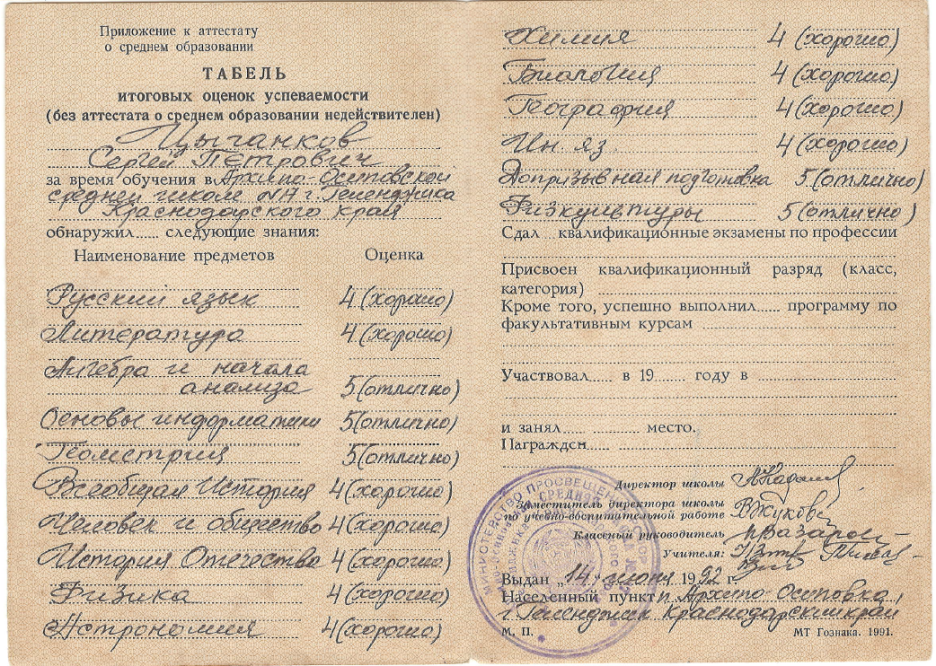 Приложение к аттестату
о среднем образовании
ТАБЕЛЬ
итоговых оценок успеваемости
(без аттестата о среднем образовании недействителен)
Цыганков
Сергей Петрович
за время обучения в Архипо-Осиповской
средней школе №17 г. Геленджика
Краснодарского края
обнаружил..... следующие знания:
Наименование предметов Оценка
Русский язык 4 (хорошо)
Литература 4 (хорошо)
Алгебра и начала
анализа 5 (отлично)
Основы информатики 5 (отлично)
Геометрия 5 (отлично)
Всеобщая История 4 (хорошо)
Человек и общество 4 (хорошо)
История Отечества 4 (хорошо)
Физика 4 (хорошо)
Астрономия 4 (хорошо)
Химия 4 (хорошо)
Биология 4 (хорошо)
География 4 (хорошо)
Ин. яз. 4 (хорошо)
Допризывная подготовка 5 (отлично)
Физкультуры 5 (отлично)
Сдал... квалификационные экзамены по профессии
Присвоен квалификационный разряд (класс,
категория)
Кроме того, успешно выполнил..... программу по
факультативным курсам
Участвовал..... в 19..... году в
и занял ..... место.
Награжден
Директор школы
Заместитель директора школы
по учебно-воспитательной работе В Жукова
Классный руководитель
Учителя:
МИНИСТЕРСТВО ПРОСВЕЩЕНИЯ
СРЕДНЯЯ
Выдан „14" июня 1992 г.
Населенный пункт п. Архипо-Осиповка
г. Геленджик Краснодарский край
М. П. МТ Гознака. 1991.